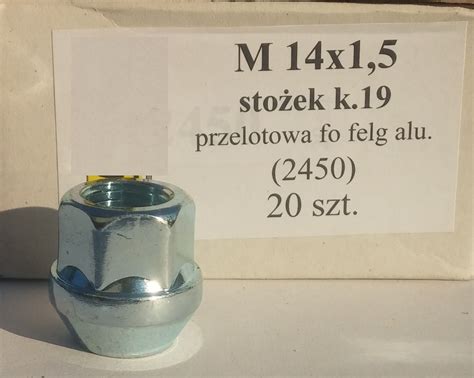 M 14x1,5
stożek k.19
przelotowa fo felg alu.
(2450)
20 szt.